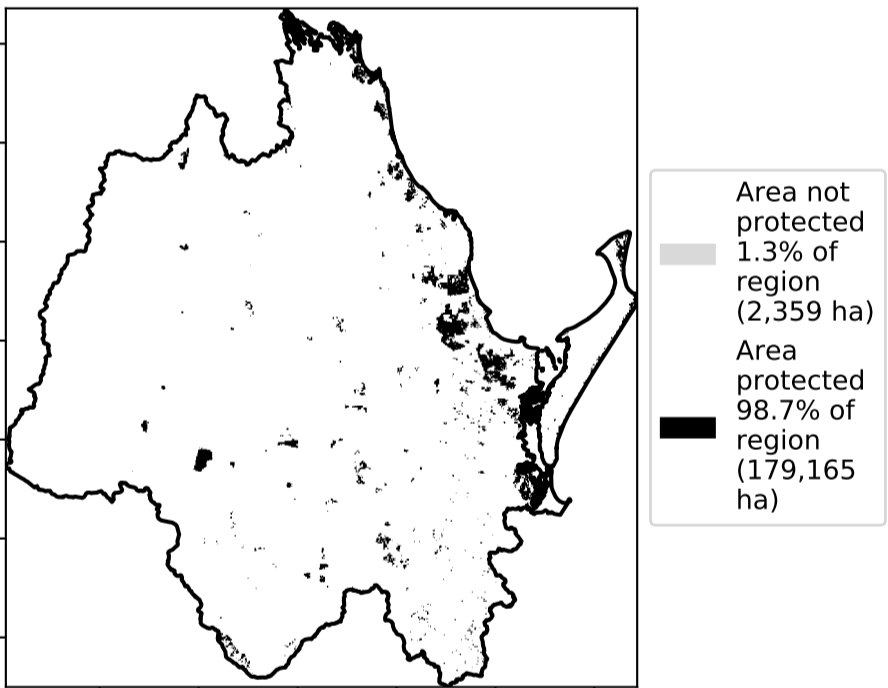 Area not
protected
1.3% of
region
(2,359 ha)
Area
protected
98.7% of
region
(179,165
ha)